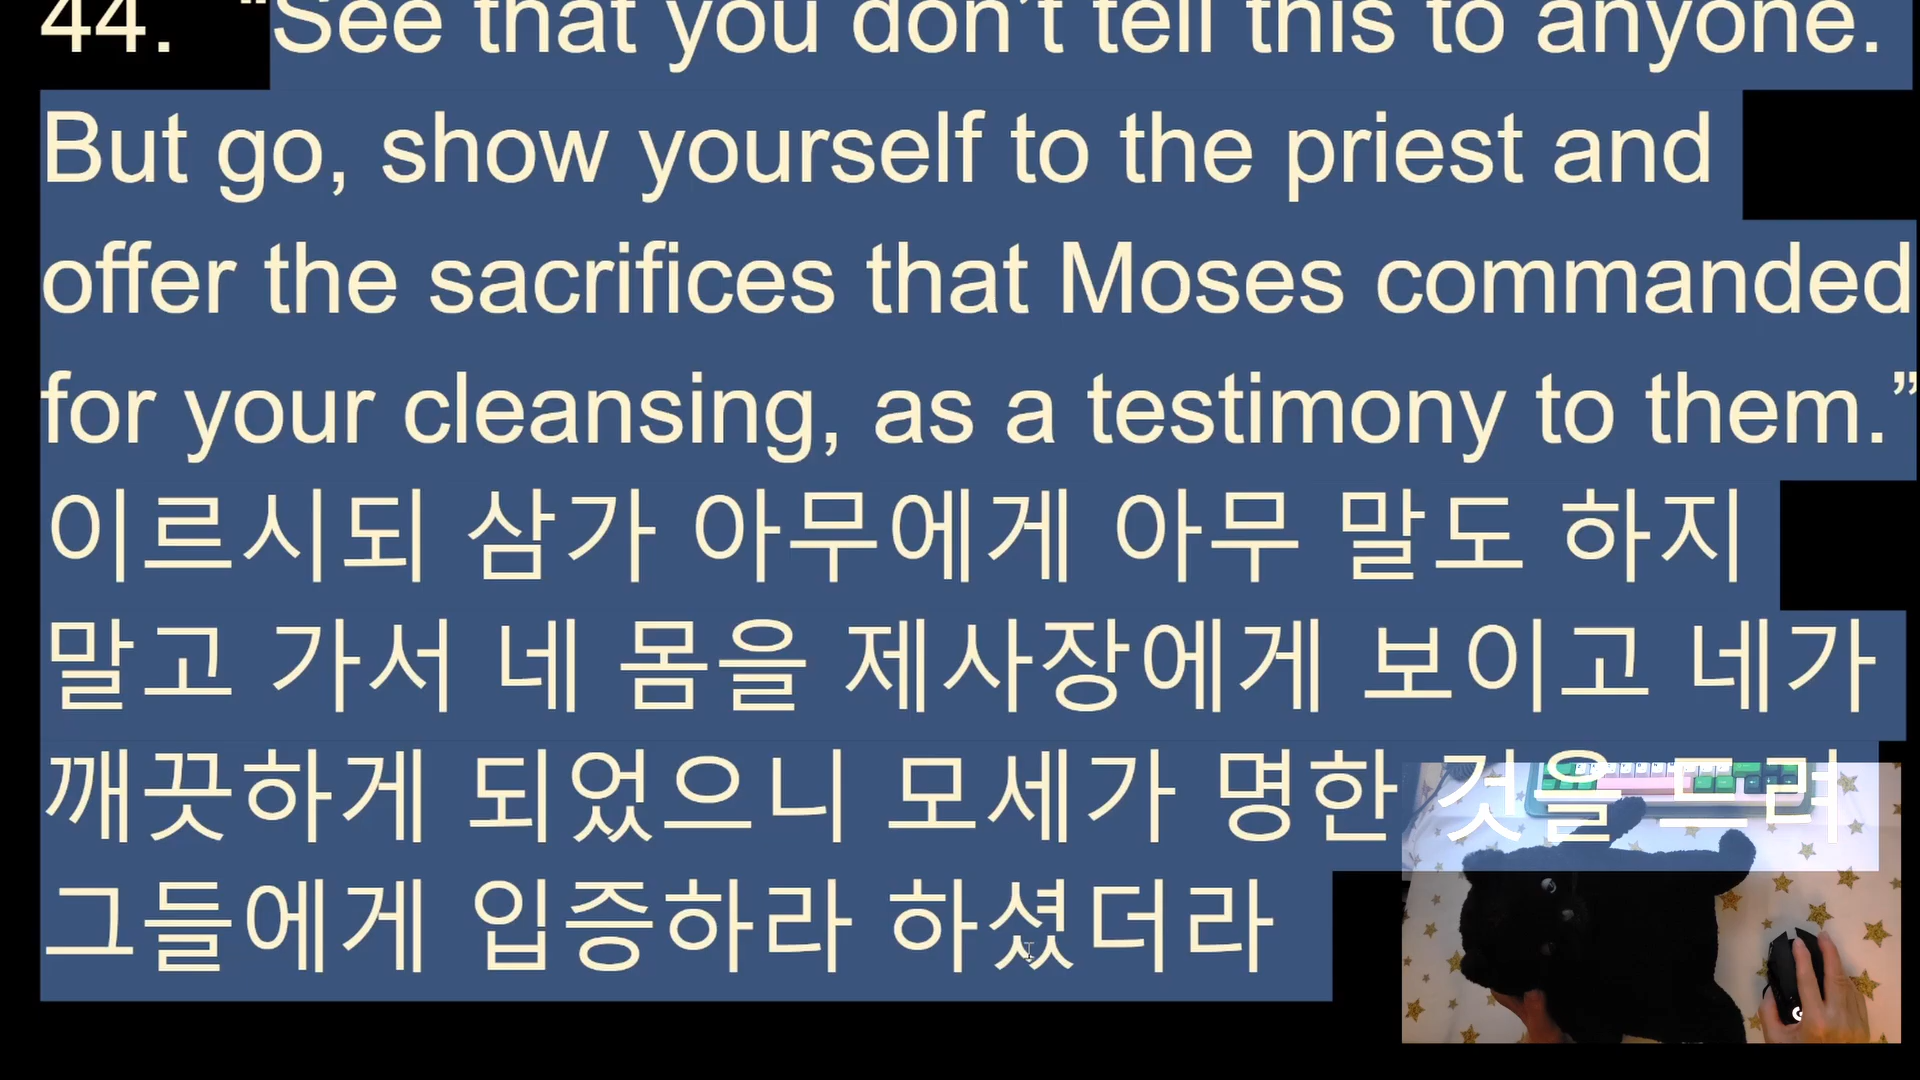 44. “See that you don’t tell this to anyone.
But go, show yourself to the priest and
offer the sacrifices that Moses commanded
for your cleansing, as a testimony to them.”
이르시되 삼가 아무에게 아무 말도 하지
말고 가서 네 몸을 제사장에게 보이고 네가
깨끗하게 되었으니 모세가 명한 것을 드려
그들에게 입증하라 하셨더라